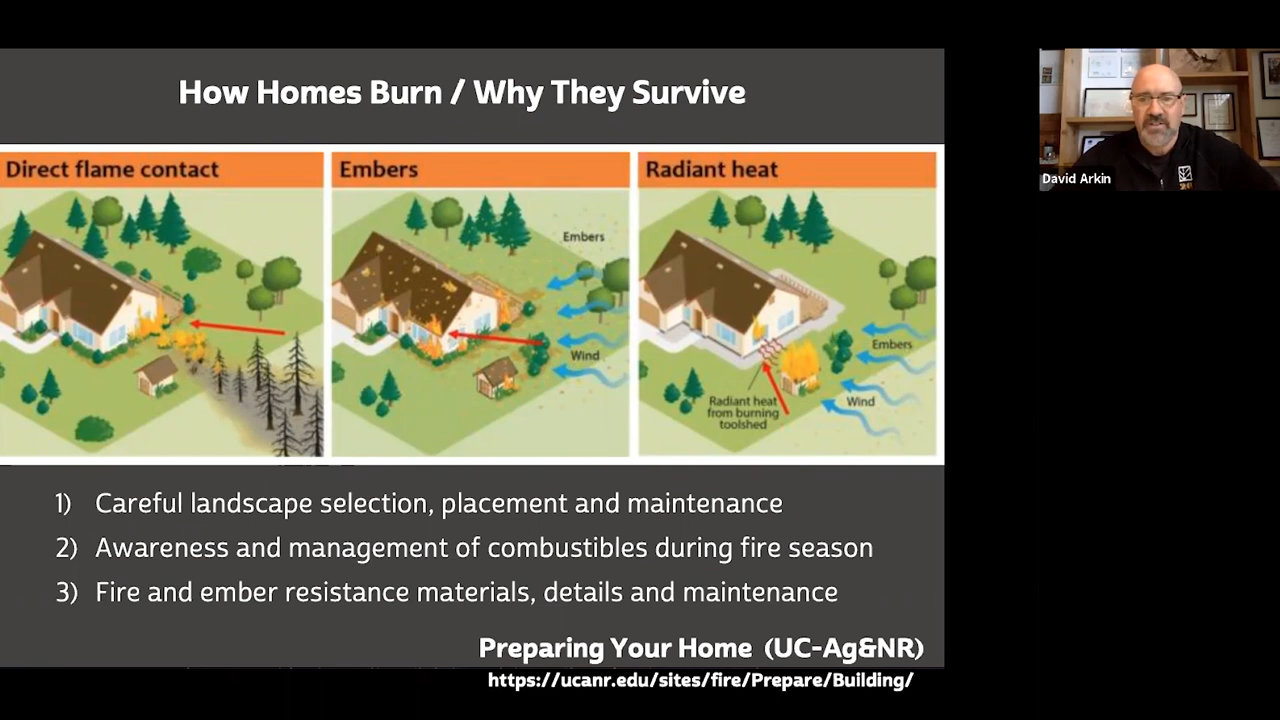 How Homes Burn / Why They Survive
Direct flame contact
Embers
Radiant heat
Embers
Wind
Embers
Wind
Radiant heat
from burning
toolshed
1) Careful landscape selection, placement and maintenance
2) Awareness and management of combustibles during fire season
3) Fire and ember resistance materials, details and maintenance
Preparing Your Home (UC-Ag&NR)
https://ucanr.edu/sites/fire/Prepare/Building/
David Arkin